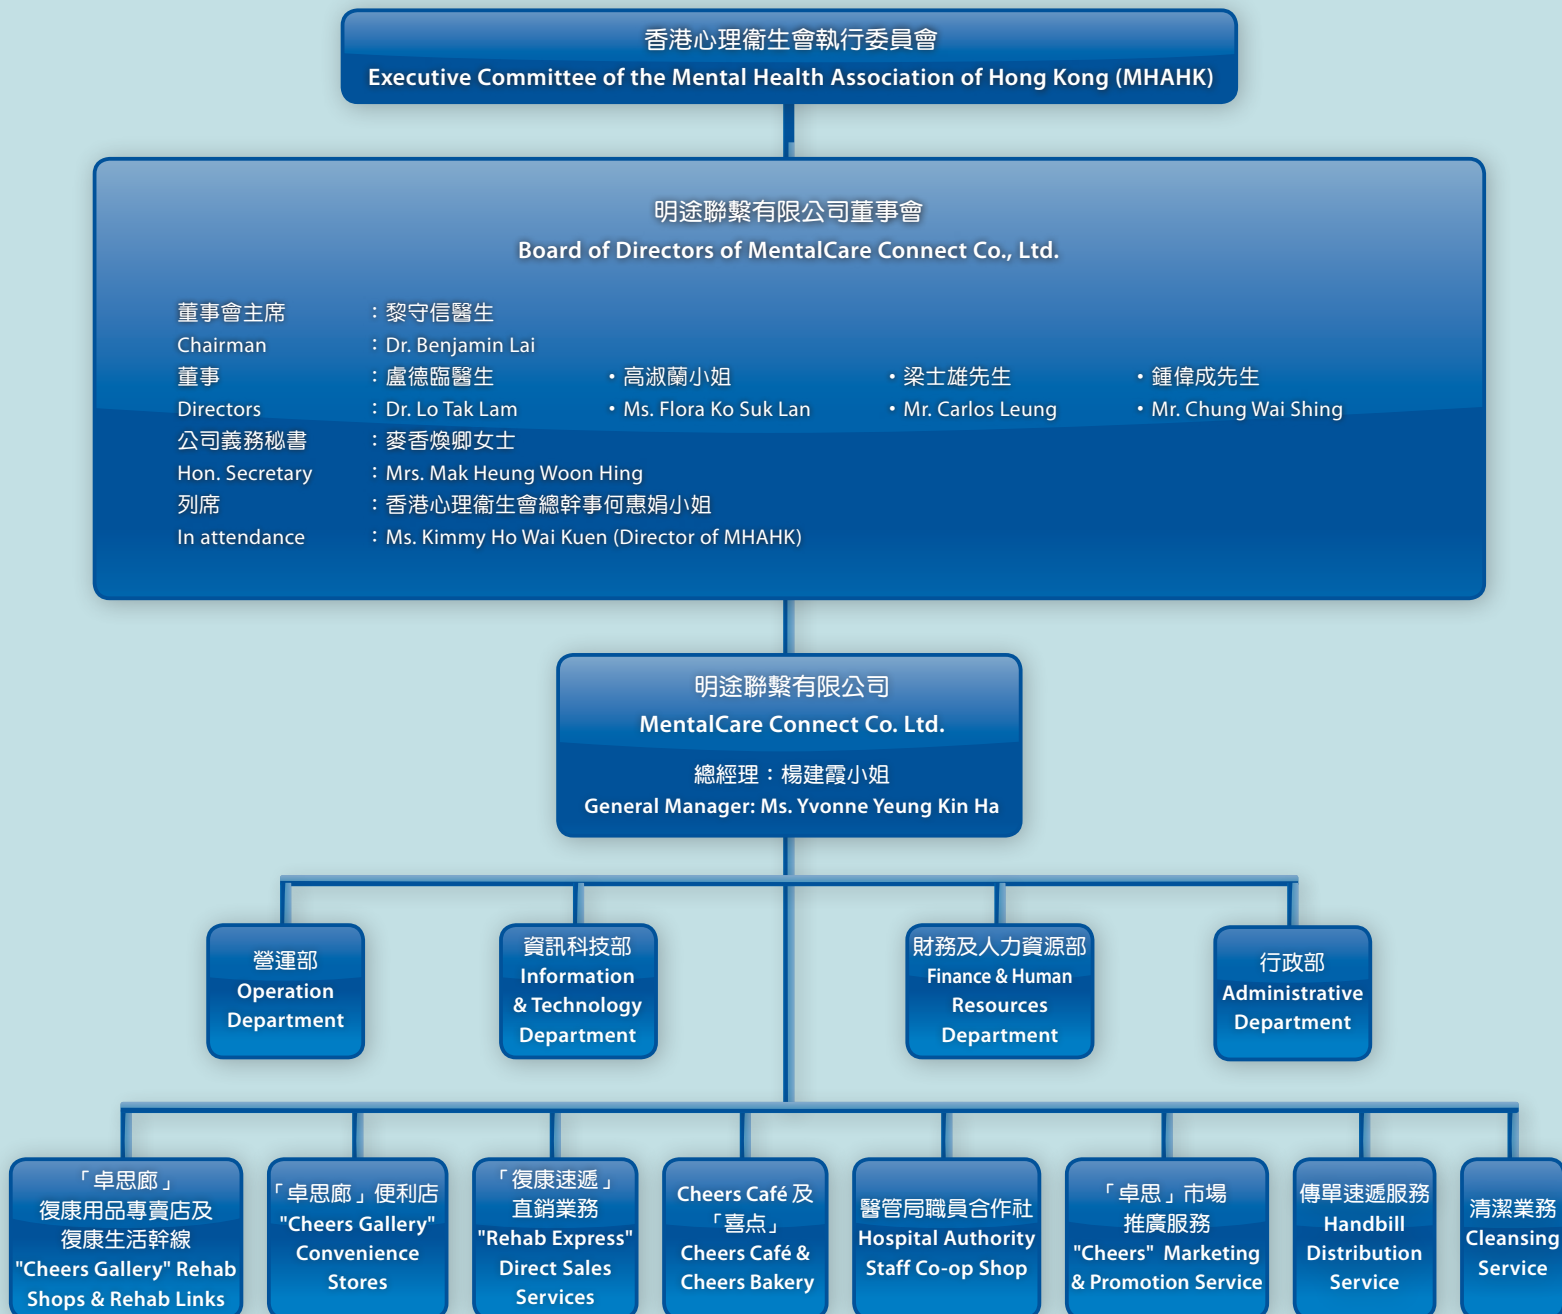 香港心理衞生會執行委員會
Executive Committee of the Mental Health Association of Hong Kong (MHAHK)
明途聯繫有限公司董事會
Board of Directors of MentalCare Connect Co., Ltd.
董事會主席 : 黎守信醫生
Chairman : Dr. Benjamin Lai
董事 : 盧德臨醫生 •高淑蘭小姐 •梁士雄先生 •鍾偉成先生
Directors : Dr. Lo Tak Lam • Ms. Flora Ko Suk Lan • Mr. Carlos Leung • Mr. Chung Wai Shing
公司義務秘書 : 麥香煥卿女士
Hon. Secretary : Mrs. Mak Heung Woon Hing
列席 : 香港心理衞生會總幹事何惠娟小姐
In attendance : Ms. Kimmy Ho Wai Kuen (Director of MHAHK)
明途聯繫有限公司
MentalCare Connect Co. Ltd.
總經理：楊建霞小姐
General Manager: Ms. Yvonne Yeung Kin Ha
營運部
Operation
Department
資訊科技部
Information
& Technology
Department
財務及人力資源部
Finance & Human
Resources
Department
行政部
Administrative
Department
「卓思廊」
復康用品專賣店及
復康生活幹線
"Cheers Gallery" Rehab
Shops & Rehab Links
「卓思廊」便利店
"Cheers Gallery"
Convenience
Stores
「復康速遞」
直銷業務
"Rehab Express"
Direct Sales
Services
Cheers Café 及
「喜点」
Cheers Café &
Cheers Bakery
醫管局職員合作社
Hospital Authority
Staff Co-op Shop
「卓思」市場
推廣服務
"Cheers" Marketing
& Promotion Service
傳單速遞服務
Handbill
Distribution
Service
清潔業務
Cleansing
Service